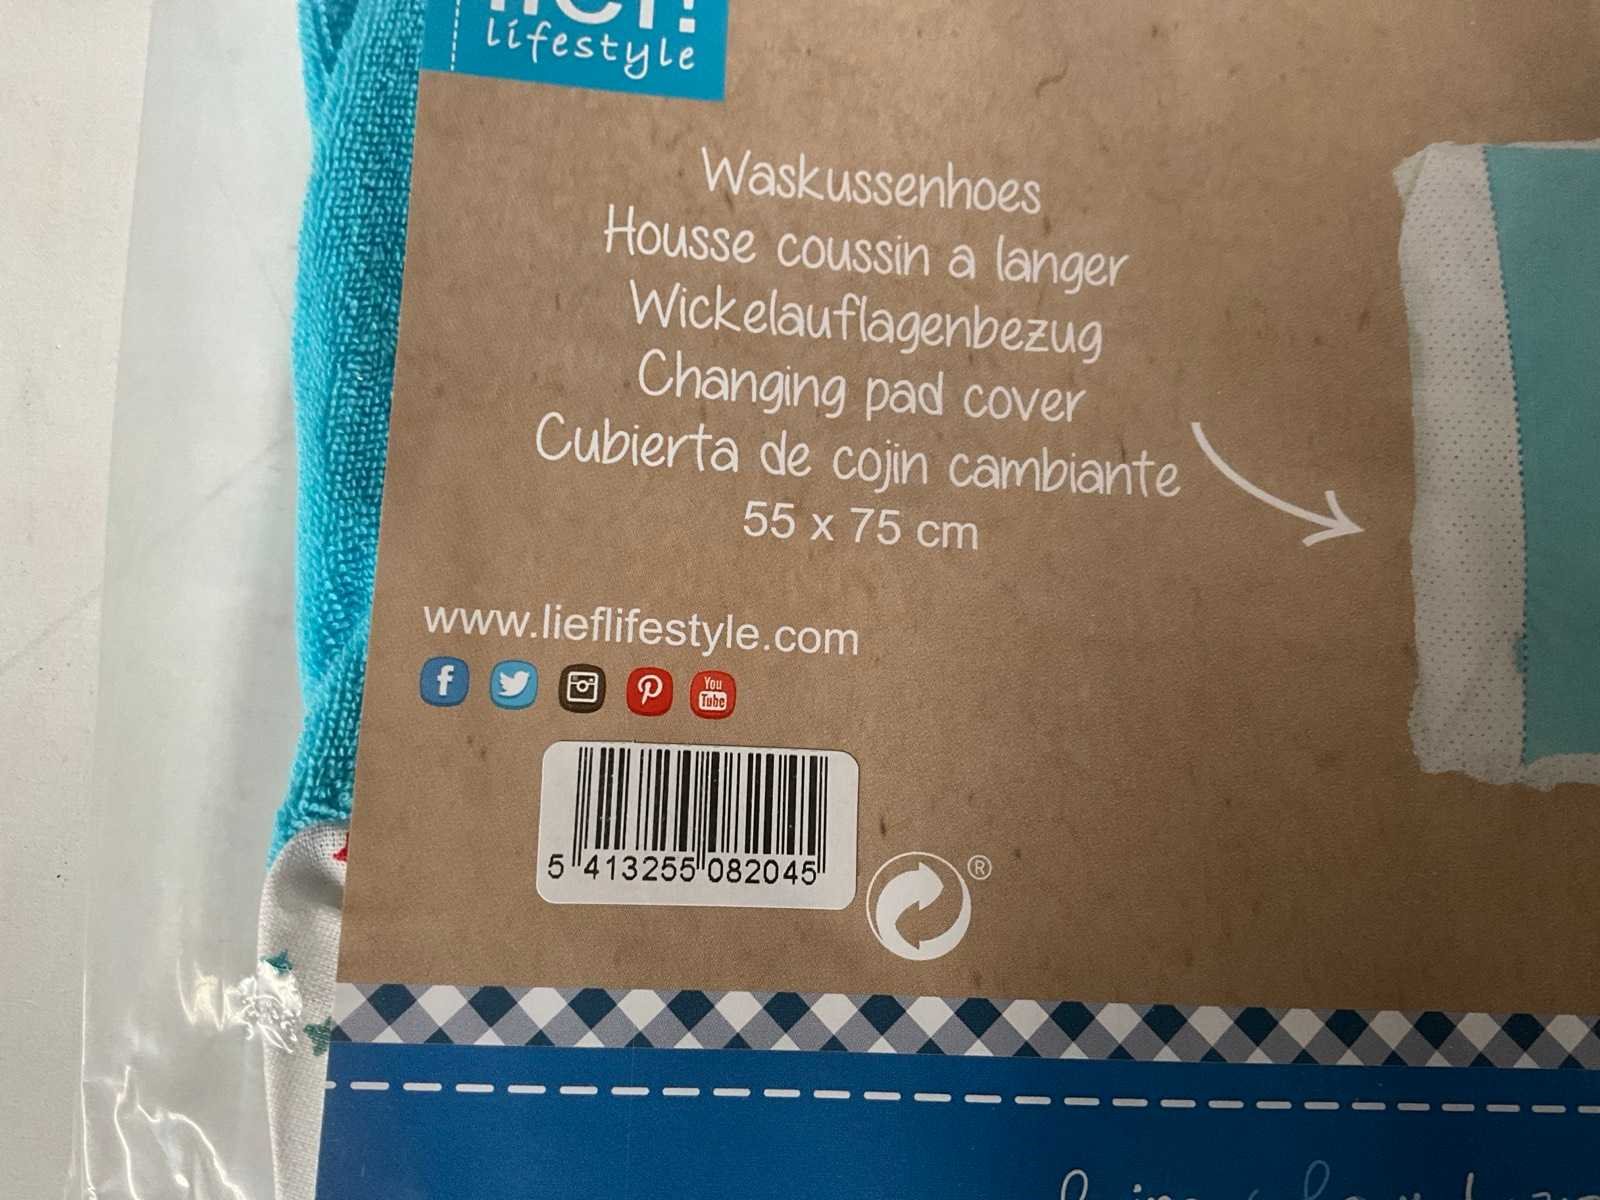 lief!
lifestyle
Waskussenhoes
Housse coussin a langer
Wickelauflagenbezug
Changing pad cover
Cubierta de cojin cambiante
55 x 75 cm
www.lieflifestyle.com
You
Tube
5 413255 082045
®